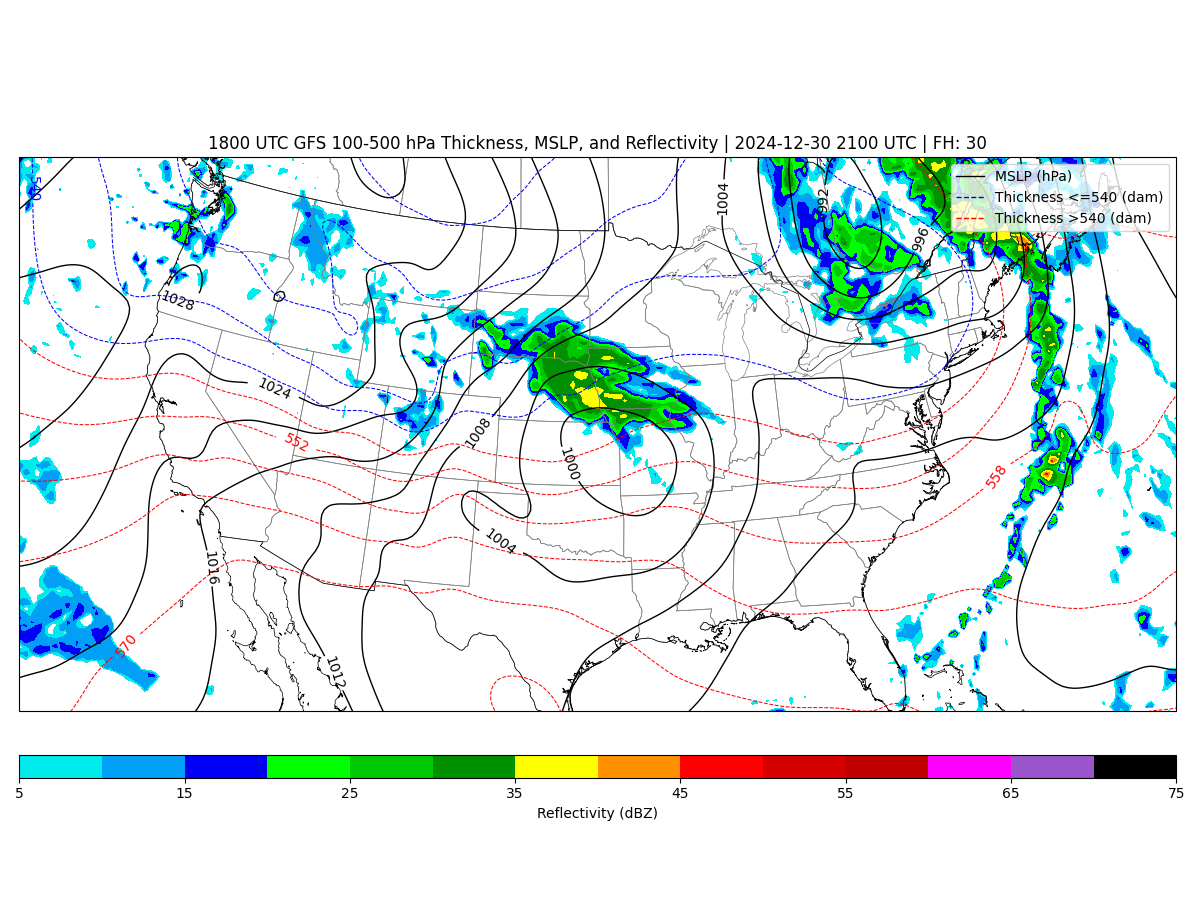 1800 UTC GFS 100-500 hPa Thickness, MSLP, and Reflectivity | 2024-12-30 2100 UTC | FH: 30
MSLP (hPa)
Thickness <=540 (dam)
Thickness >540 (dam)
540
1004
992
996
1028
1024
552
1008
1000
558
1004
1016
570
1012
5 15 25 35 45 55 65 75
Reflectivity (dBZ)